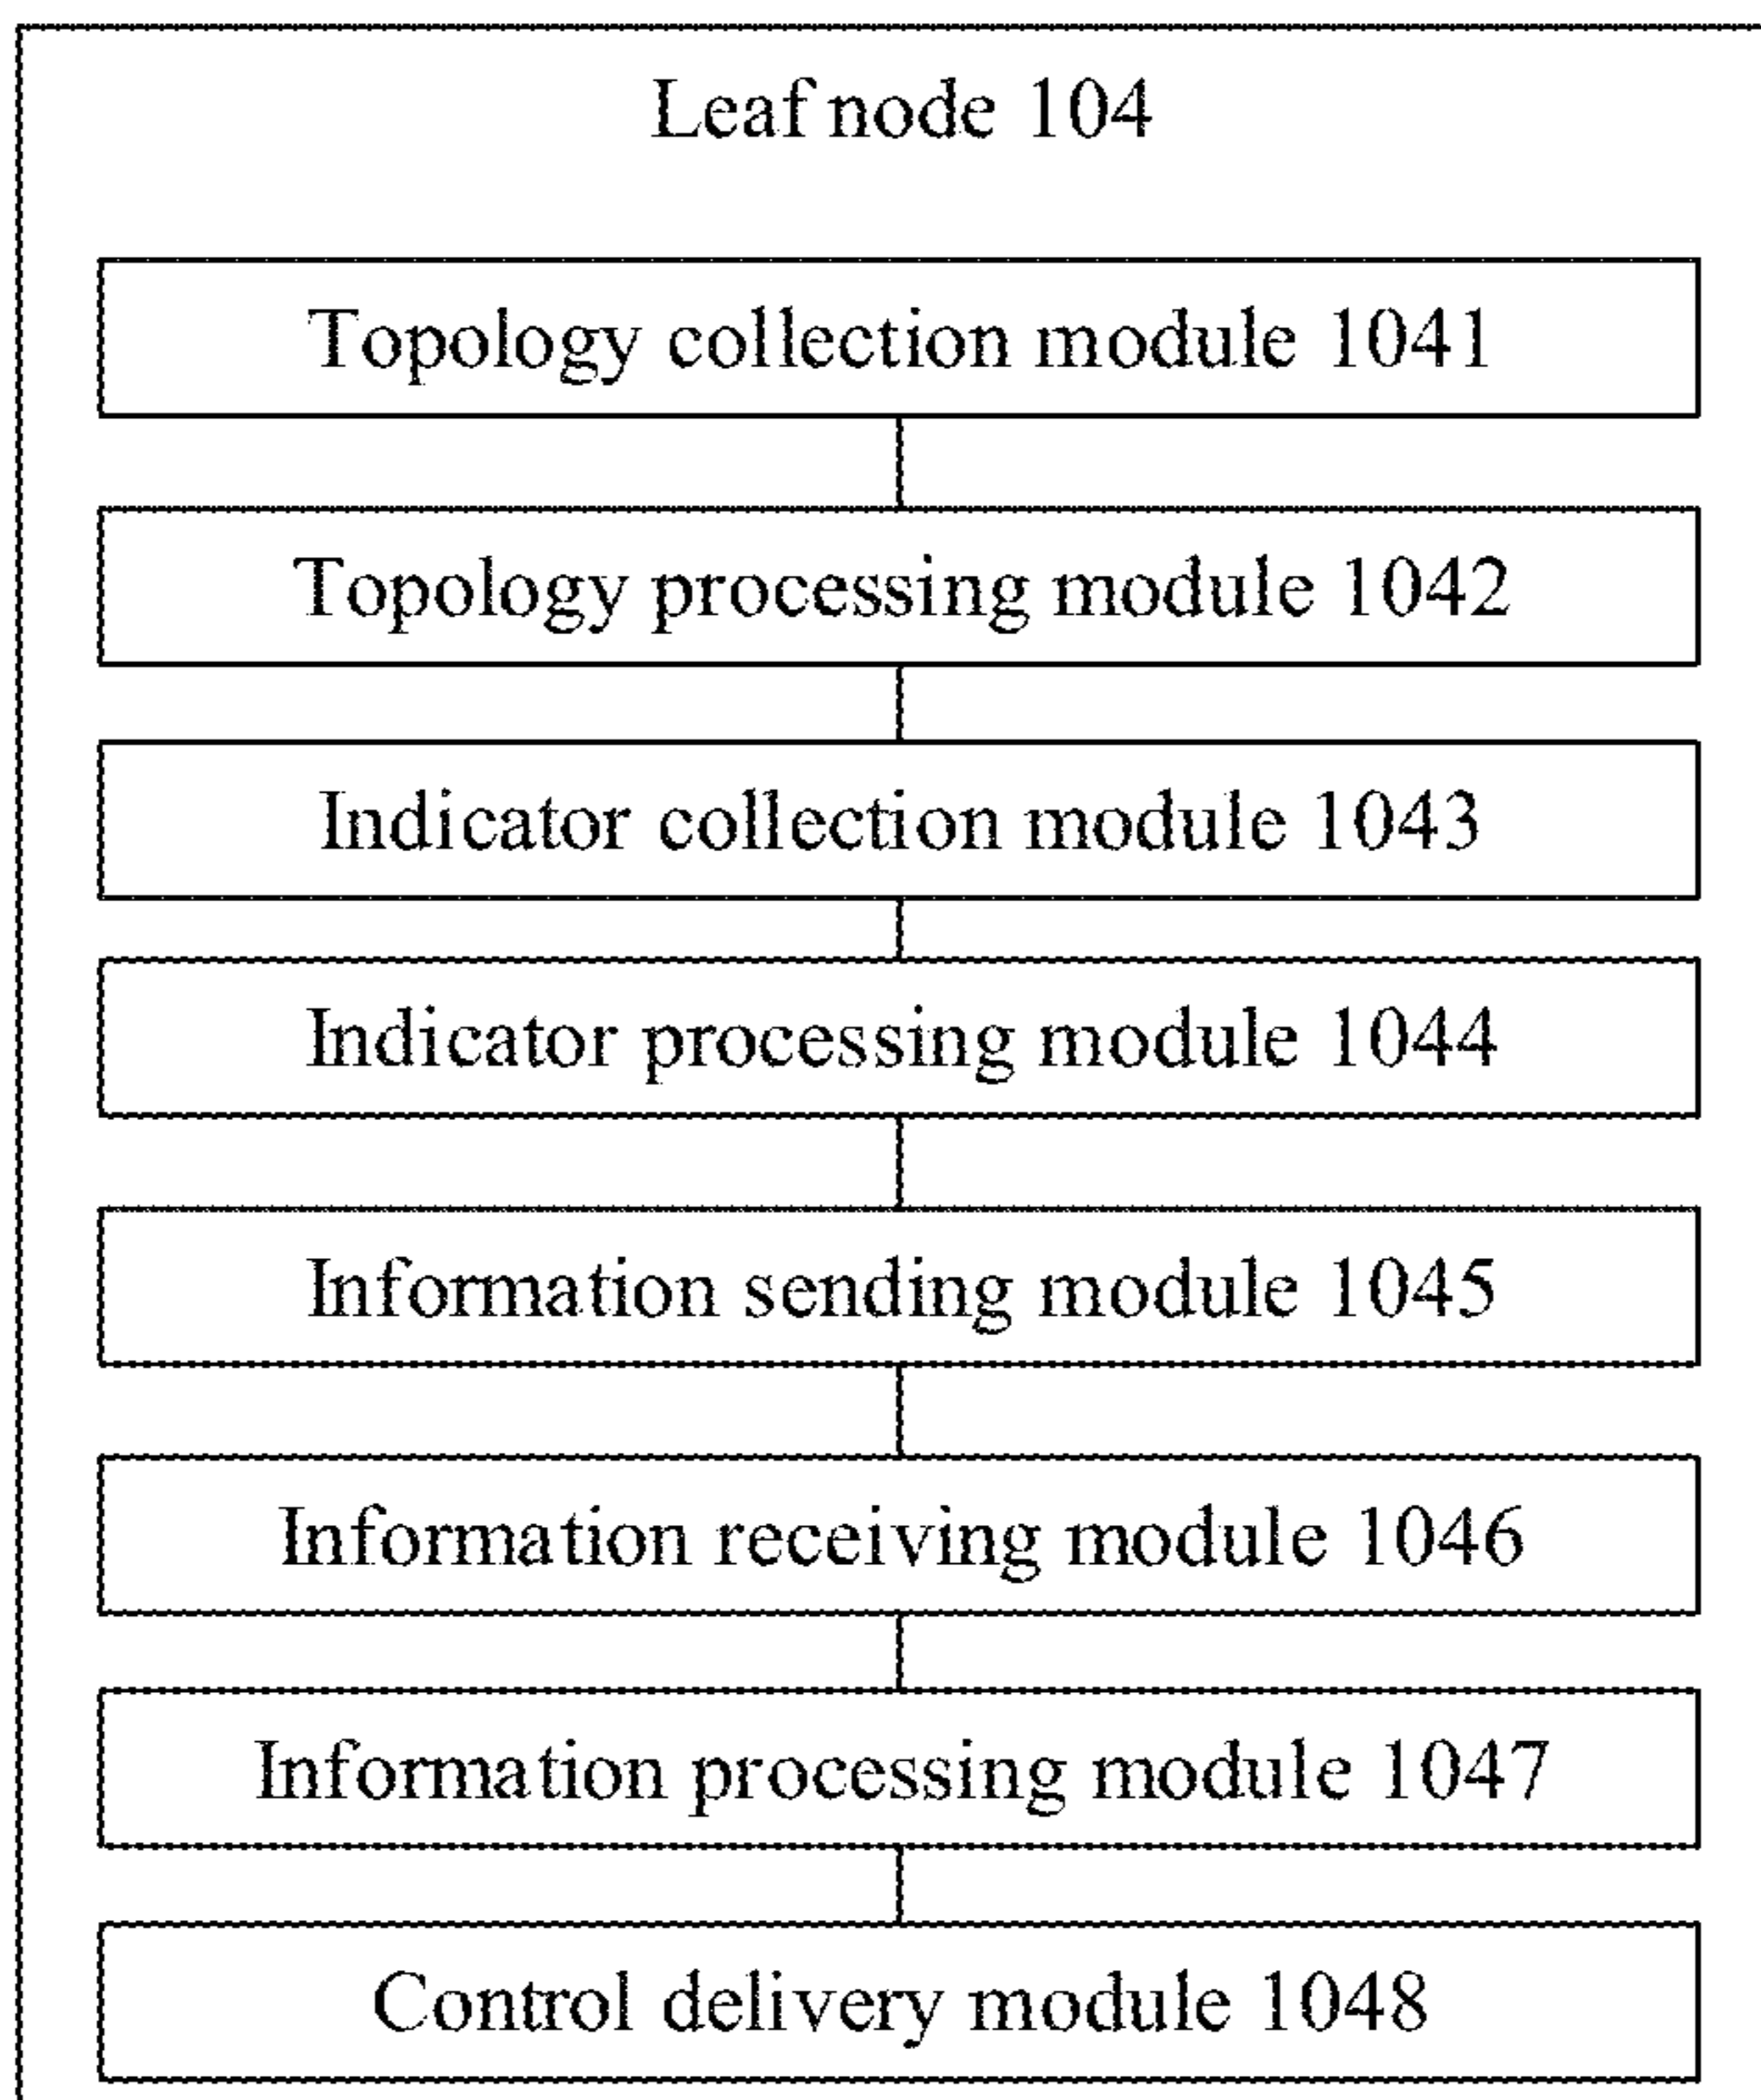 Leaf node 104
Topology collection module 1041
Topology processing module 1042
Indicator collection module 1043
Indicator processing module 1044
Information sending module 1045
Information receiving module 1046
Information processing module 1047
Control delivery module 1048